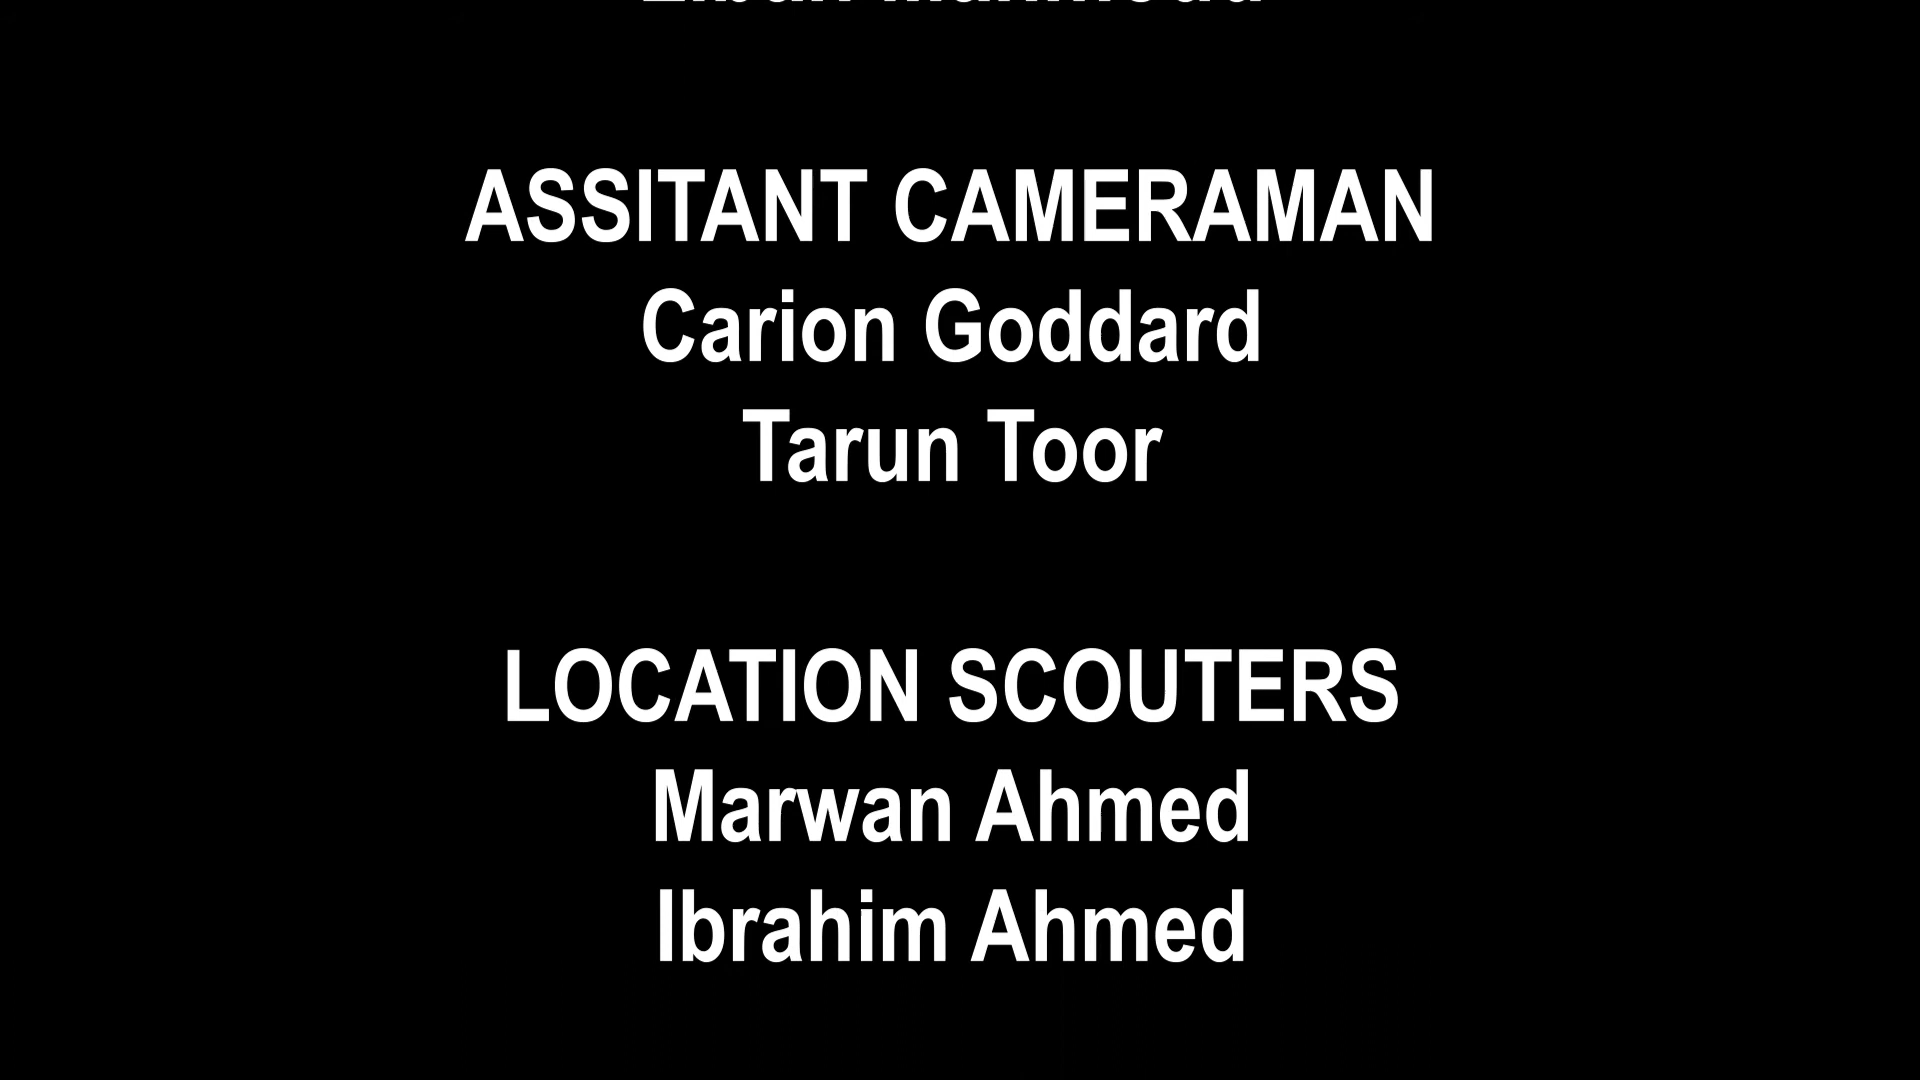 ASSITANT CAMERAMAN
Carion Goddard
Tarun Toor
LOCATION SCOUTERS
Marwan Ahmed
Ibrahim Ahmed